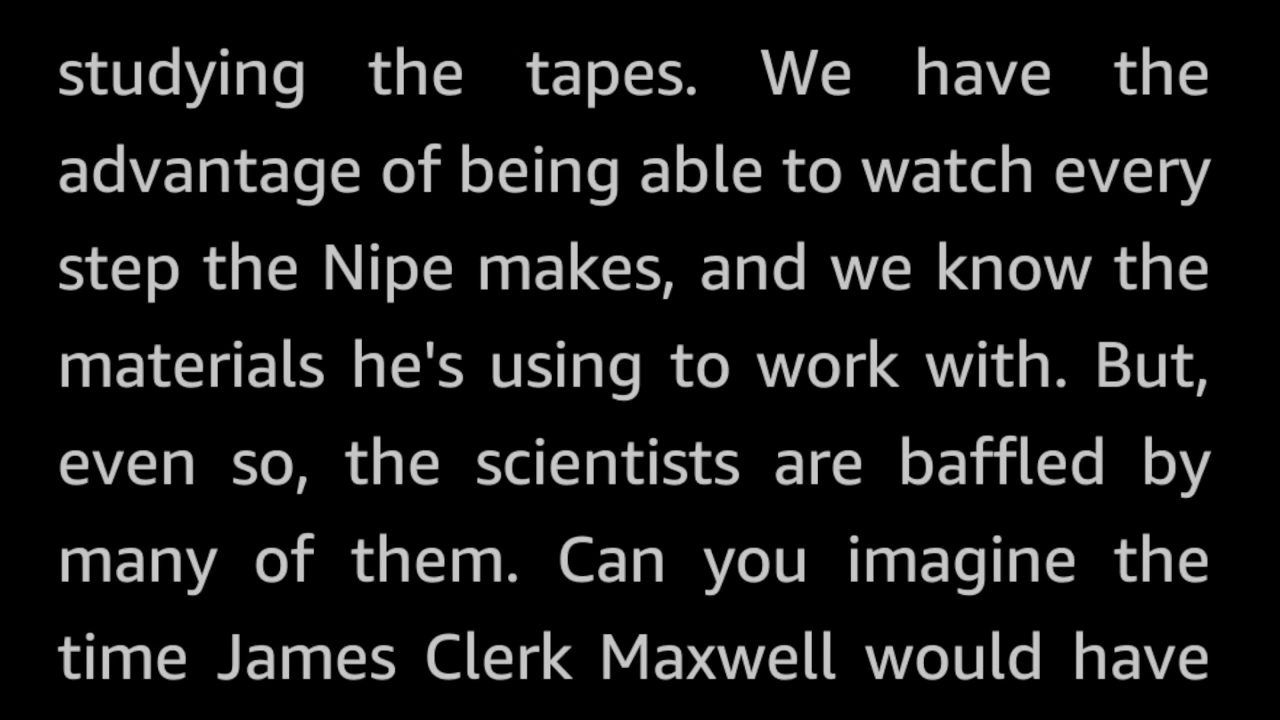 studying the tapes. We have the
advantage of being able to watch every
step the Nipe makes, and we know the
materials he's using to work with. But,
even so, the scientists are baffled by
many of them. Can you imagine the
time James Clerk Maxwell would have